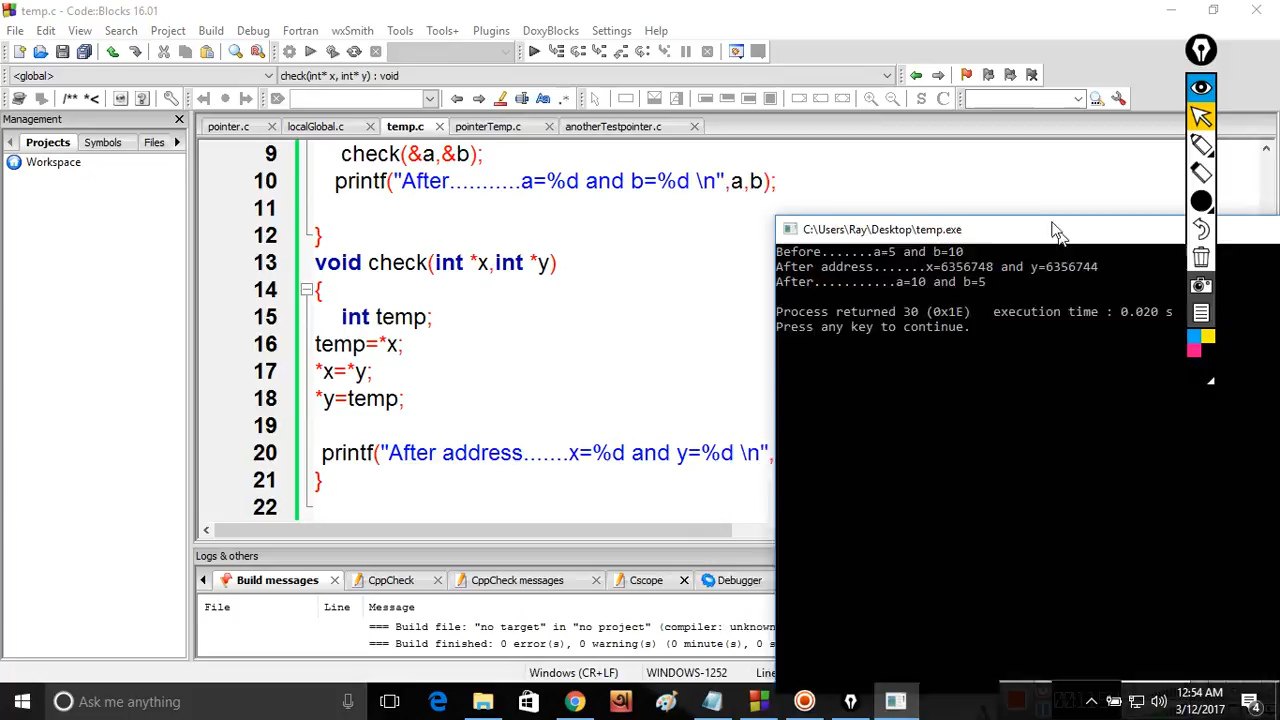 temp.c - Code::Blocks 16.01
File Edit View Search Project Build Debug Fortran wxSmith Tools Tools+ Plugins DoxyBlocks Settings Help
<global> check(int* x, int* y) : void
/** *<
.*
S C
Management
Projects Symbols Files
Workspace
pointer.c localGlobal.c temp.c pointerTemp.c anotherTestpointer.c
9 check(&a,&b);
10 printf("After...........a=%d and b=%d \n",a,b);
11
12 }
13 void check(int *x,int *y)
14 {
15 int temp;
16 temp=*x;
17 *x=*y;
18 *y=temp;
19
20 printf("After address.......x=%d and y=%d \n",
21 }
22
C:\Users\Ray\Desktop\temp.exe
Before.......a=5 and b=10
After address.......x=6356748 and y=6356744
After...........a=10 and b=5
Process returned 30 (0x1E) execution time : 0.020 s
Press any key to continue.
Logs & others
Build messages CppCheck CppCheck messages Cscope Debugger
File Line Message
=== Build file: "no target" in "no project" (compiler: unknown
=== Build finished: 0 error(s), 0 warning(s) (0 minute(s), 0 s
Windows (CR+LF) WINDOWS-1252
Ask me anything
12:54 AM
3/12/2017
4